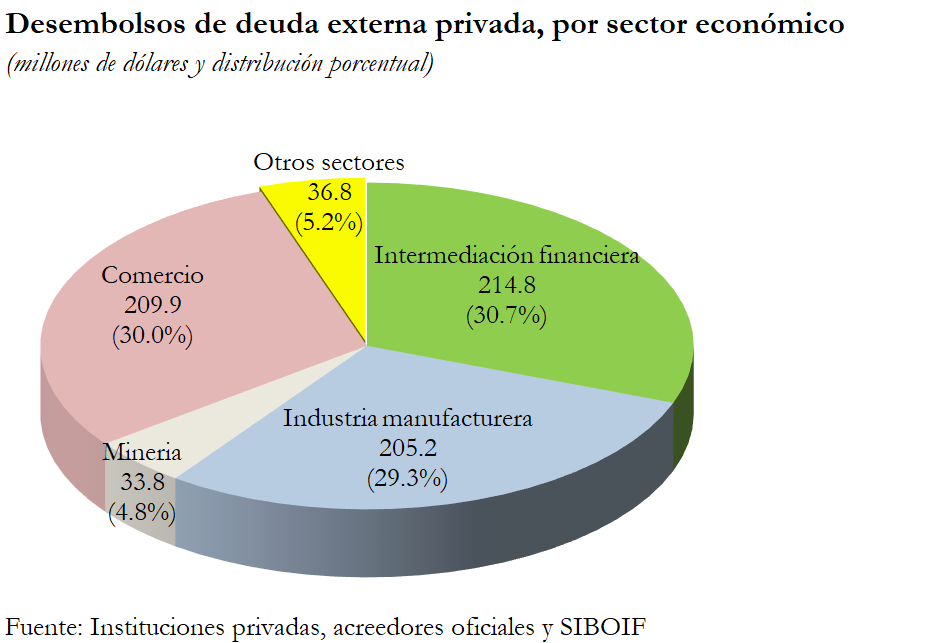 Desembolsos de deuda externa privada, por sector económico
(millones de dólares y distribución porcentual)
Otros sectores
36.8
(5.2%)
Intermediación financiera
214.8
(30.7%)
Comercio
209.9
(30.0%)
Industria manufacturera
205.2
(29.3%)
Mineria
33.8
(4.8%)
Fuente: Instituciones privadas, acreedores oficiales y SIBOIF